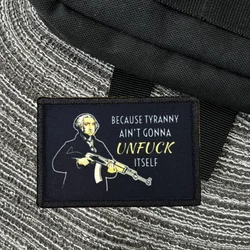 BECAUSE TYRANNY
AIN'T GONNA
UNFUCK
ITSELF